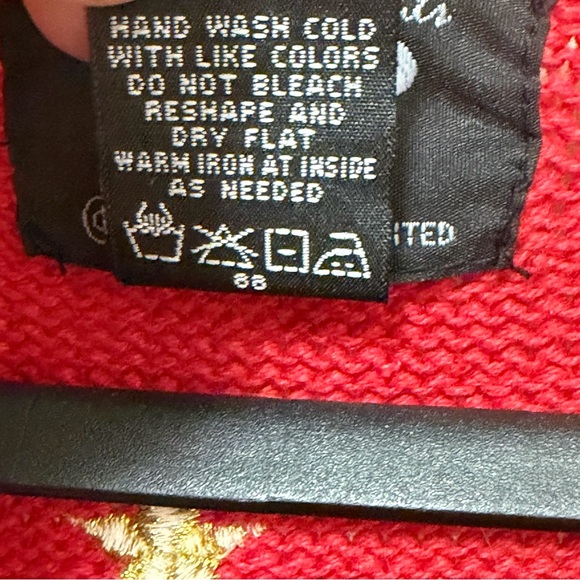 HAND WASH COLD
WITH LIKE COLORS
DO NOT BLEACH
RESHAPE AND
DRY FLAT
WARM IRON AT INSIDE
AS NEEDED